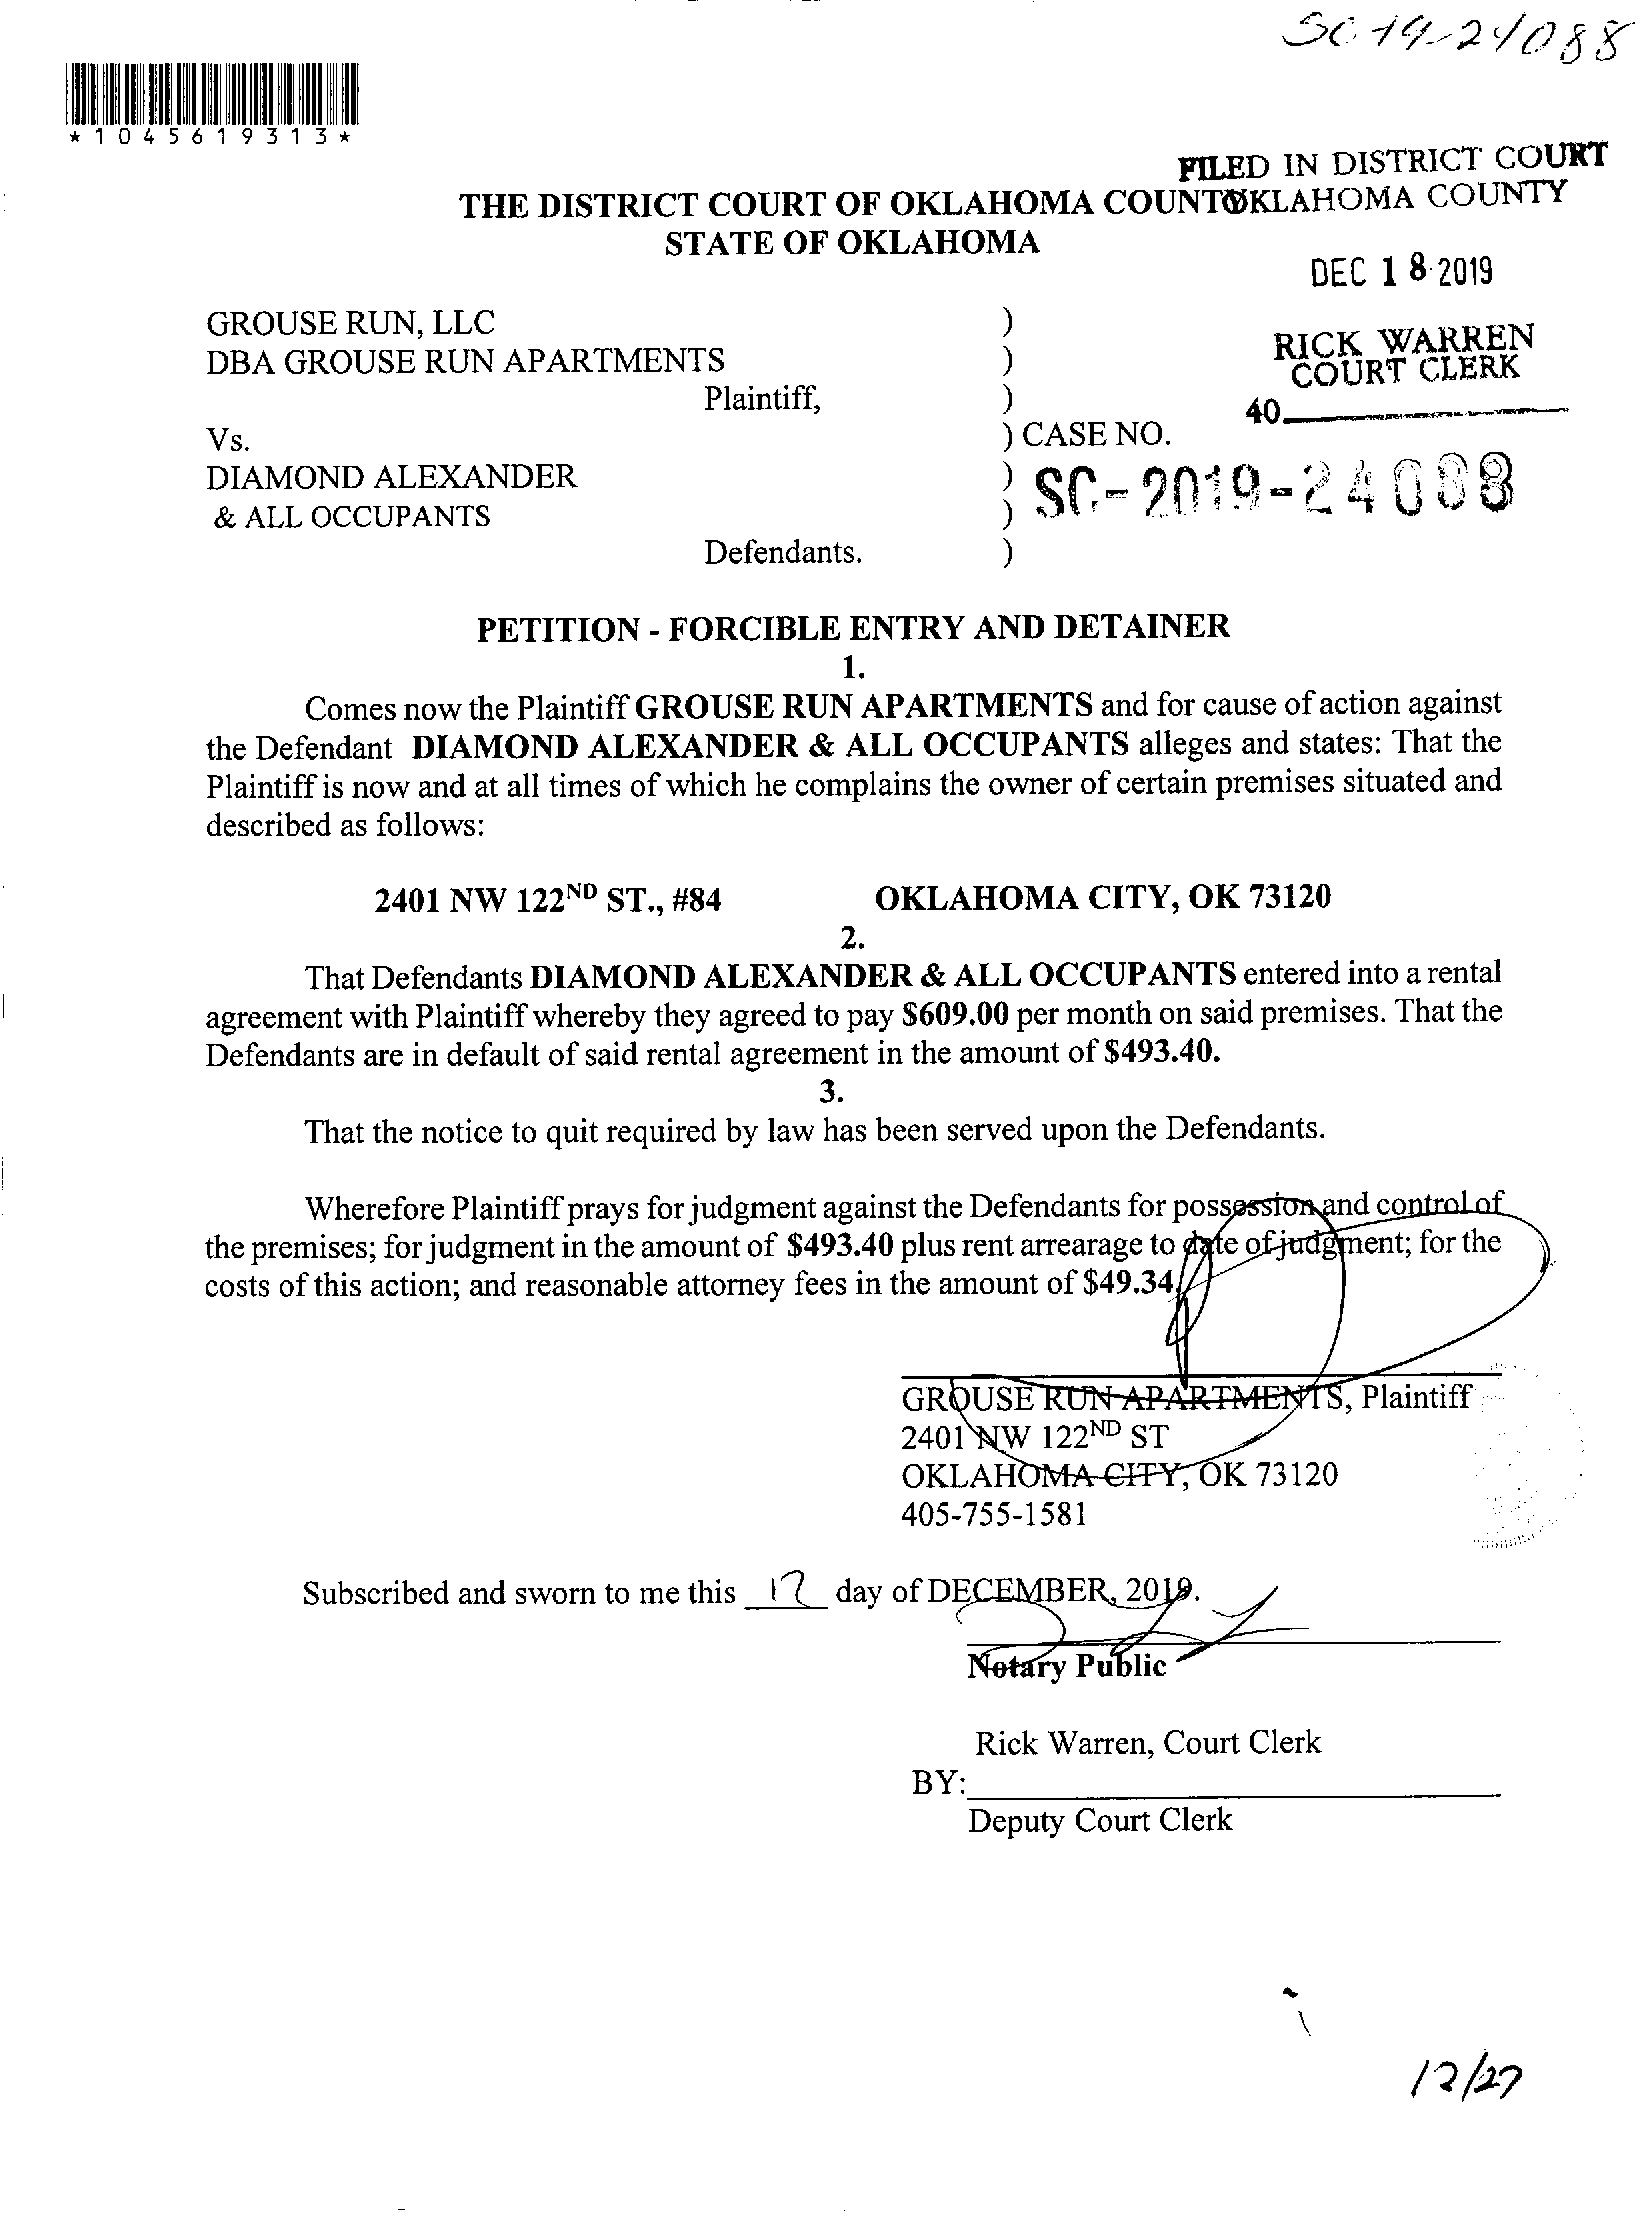 SC-19-24088
*1045619313*
FILED IN DISTRICT COURT
OKLAHOMA COUNTY
THE DISTRICT COURT OF OKLAHOMA COUNTY
STATE OF OKLAHOMA
DEC 18 2019
GROUSE RUN, LLC )
DBA GROUSE RUN APARTMENTS )
RICK WARREN
COURT CLERK
Plaintiff, )
40
Vs. ) CASE NO.
DIAMOND ALEXANDER ) SC-2019-24088
& ALL OCCUPANTS )
Defendants. )
PETITION - FORCIBLE ENTRY AND DETAINER
1.
Comes now the Plaintiff GROUSE RUN APARTMENTS and for cause of action against
the Defendant DIAMOND ALEXANDER & ALL OCCUPANTS alleges and states: That the
Plaintiff is now and at all times of which he complains the owner of certain premises situated and
described as follows:
2401 NW 122ND ST., #84 OKLAHOMA CITY, OK 73120
2.
That Defendants DIAMOND ALEXANDER & ALL OCCUPANTS entered into a rental
agreement with Plaintiff whereby they agreed to pay $609.00 per month on said premises. That the
Defendants are in default of said rental agreement in the amount of $493.40.
3.
That the notice to quit required by law has been served upon the Defendants.
Wherefore Plaintiff prays for judgment against the Defendants for possession and control of
the premises; for judgment in the amount of $493.40 plus rent arrearage to date of judgment; for the
costs of this action; and reasonable attorney fees in the amount of $49.34.
GROUSE RUN APARTMENTS, Plaintiff
2401 NW 122ND ST
OKLAHOMA CITY, OK 73120
405-755-1581
Subscribed and sworn to me this 17 day of DECEMBER, 2019.
Notary Public
Rick Warren, Court Clerk
BY:
Deputy Court Clerk
12/27